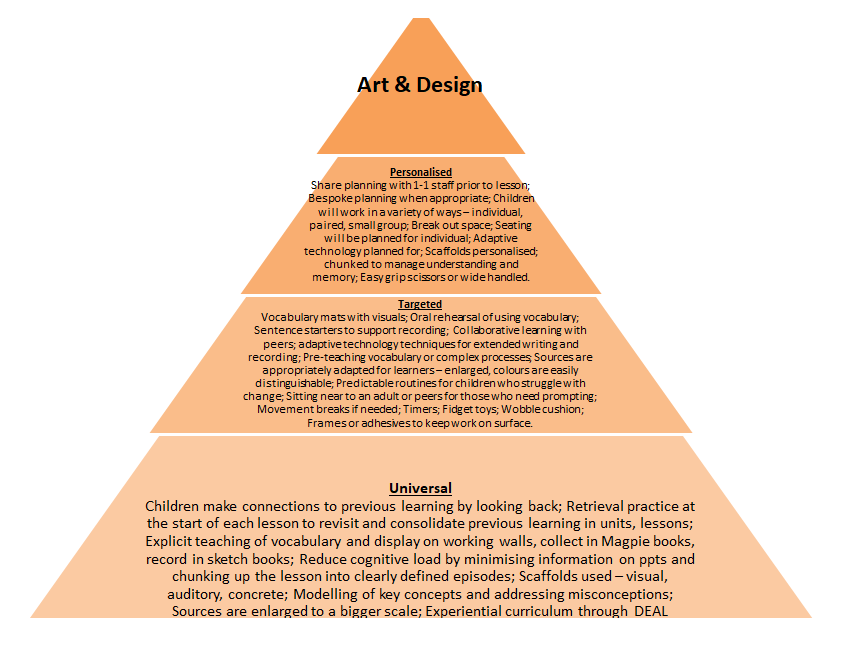 Art & Design
Personalised
Share planning with 1-1 staff prior to lesson;
Bespoke planning when appropriate; Children
will work in a variety of ways – individual,
paired, small group; Break out space; Seating
will be planned for individual; Adaptive
technology planned for; Scaffolds personalised;
chunked to manage understanding and
memory; Easy grip scissors or wide handled.
Targeted
Vocabulary mats with visuals; Oral rehearsal of using vocabulary;
Sentence starters to support recording; Collaborative learning with
peers; adaptive technology techniques for extended writing and
recording; Pre-teaching vocabulary or complex processes; Sources are
appropriately adapted for learners – enlarged, colours are easily
distinguishable; Predictable routines for children who struggle with
change; Sitting near to an adult or peers for those who need prompting;
Movement breaks if needed; Timers; Fidget toys; Wobble cushion;
Frames or adhesives to keep work on surface.
Universal
Children make connections to previous learning by looking back; Retrieval practice at
the start of each lesson to revisit and consolidate previous learning in units, lessons;
Explicit teaching of vocabulary and display on working walls, collect in Magpie books,
record in sketch books; Reduce cognitive load by minimising information on ppts and
chunking up the lesson into clearly defined episodes; Scaffolds used – visual,
auditory, concrete; Modelling of key concepts and addressing misconceptions;
Sources are enlarged to a bigger scale; Experiential curriculum through DEAL